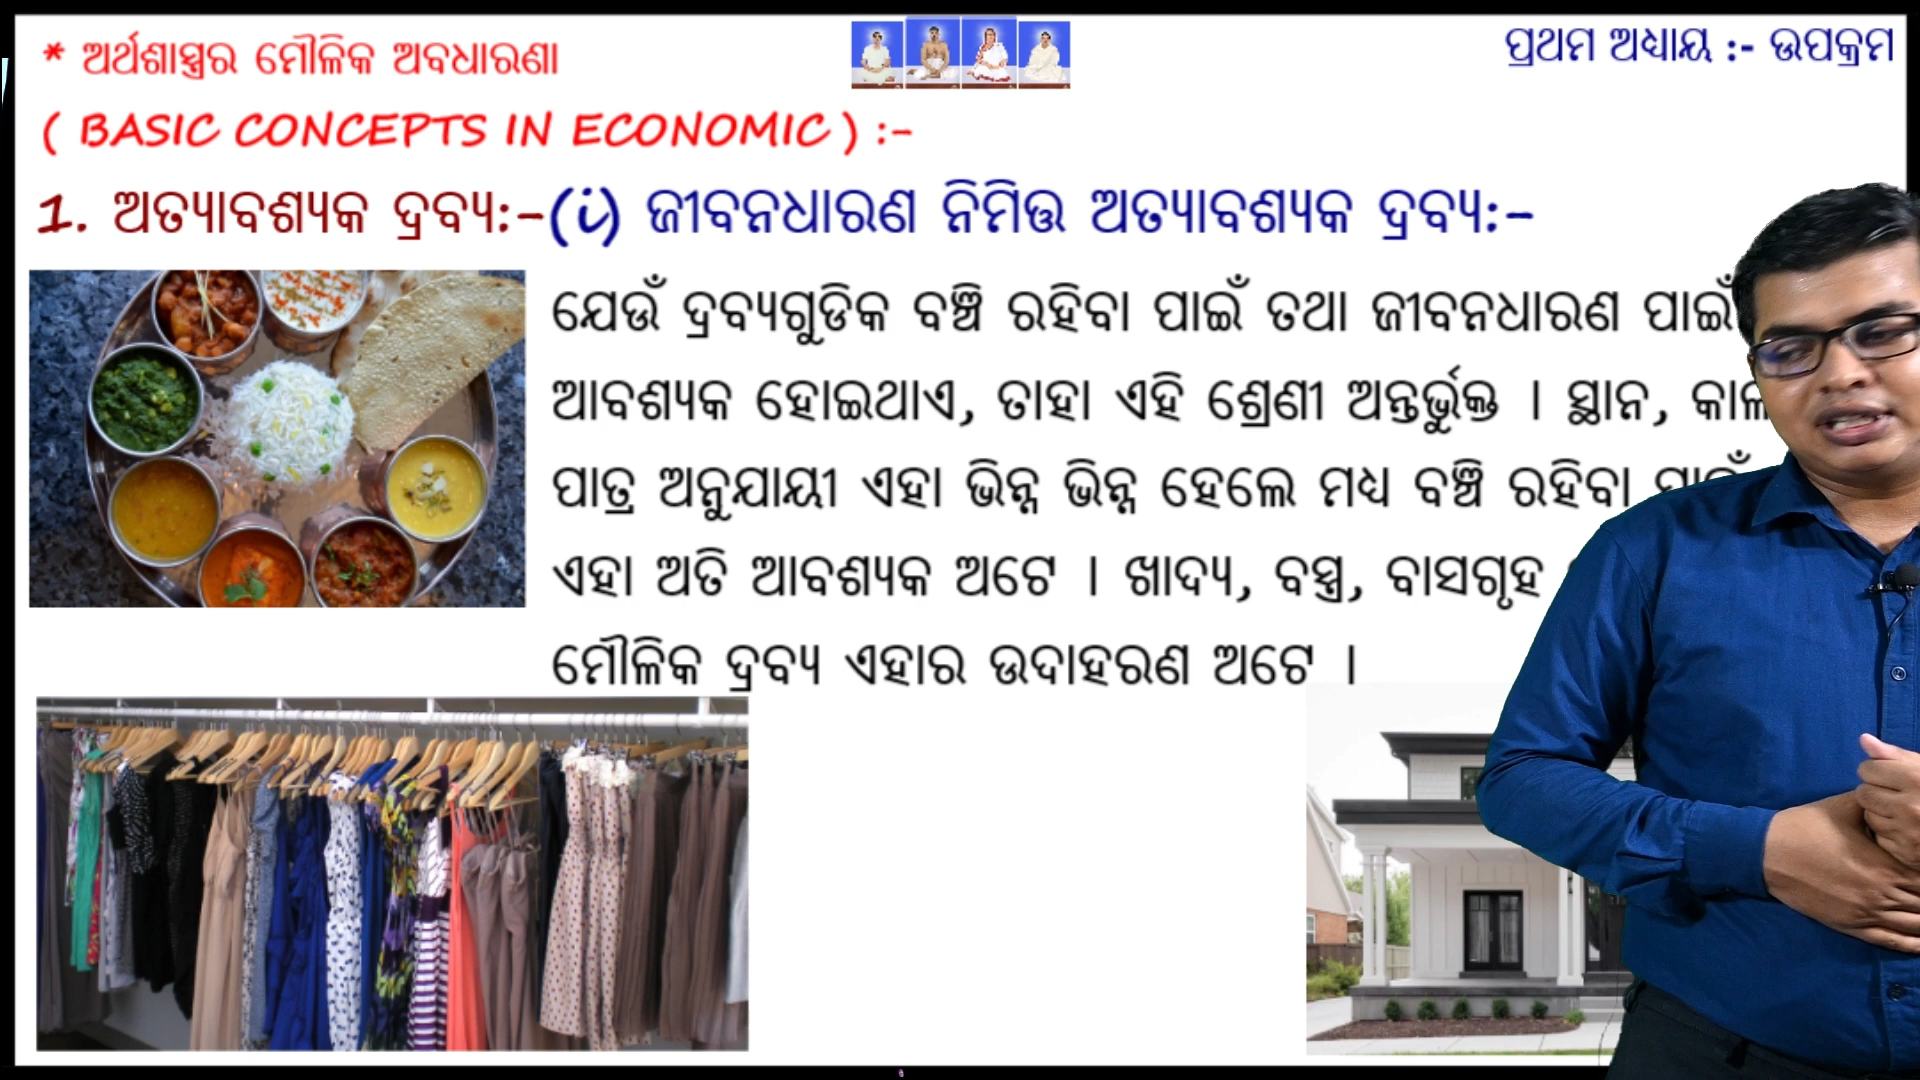 * ଅର୍ଥଶାସ୍ତ୍ରର ମୌଳିକ ଅବଧାରଣା
ପ୍ରଥମ ଅଧ୍ୟାୟ :- ଉପକ୍ରମ
( BASIC CONCEPTS IN ECONOMIC ) :-
1. ଅତ୍ୟାବଶ୍ୟକ ଦ୍ରବ୍ୟ:-(i) ଜୀବନଧାରଣ ନିମିତ୍ତ ଅତ୍ୟାବଶ୍ୟକ ଦ୍ରବ୍ୟ:-
ଯେଉଁ ଦ୍ରବ୍ୟଗୁଡିକ ବଞ୍ଚି ରହିବା ପାଇଁ ତଥା ଜୀବନଧାରଣ ପାଇଁ
ଆବଶ୍ୟକ ହୋଇଥାଏ, ତାହା ଏହି ଶ୍ରେଣୀ ଅନ୍ତର୍ଭୁକ୍ତ । ସ୍ଥାନ,
ପାତ୍ର ଅନୁଯାୟୀ ଏହା ଭିନ୍ନ ଭିନ୍ନ ହେଲେ ମଧ୍ୟ ବଞ୍ଚି ରହିବା
ଏହା ଅତି ଆବଶ୍ୟକ ଅଟେ । ଖାଦ୍ୟ, ବସ୍ତ୍ର, ବାସଗୃହ
ମୌଳିକ ଦ୍ରବ୍ୟ ଏହାର ଉଦାହରଣ ଅଟେ ।